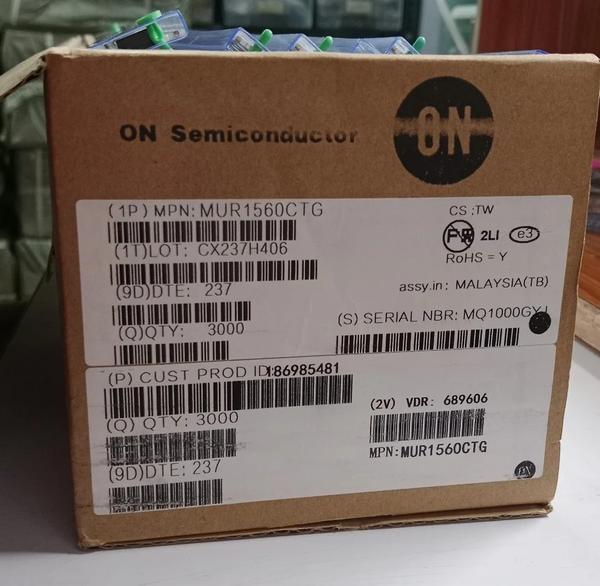 ON Semiconductor
ON
(1P) MPN: MUR1560CTG
CS :TW
(1T)LOT: CX237H406
2LI e3
RoHS = Y
(9D)DTE: 237
assy.in: MALAYSIA(TB)
(Q)QTY: 3000
(S) SERIAL NBR: MQ1000GYJ
(P) CUST PROD ID:186985481
(Q) QTY: 3000
(2V) VDR: 689606
MPN:MUR1560CTG
(9D)DTE: 237